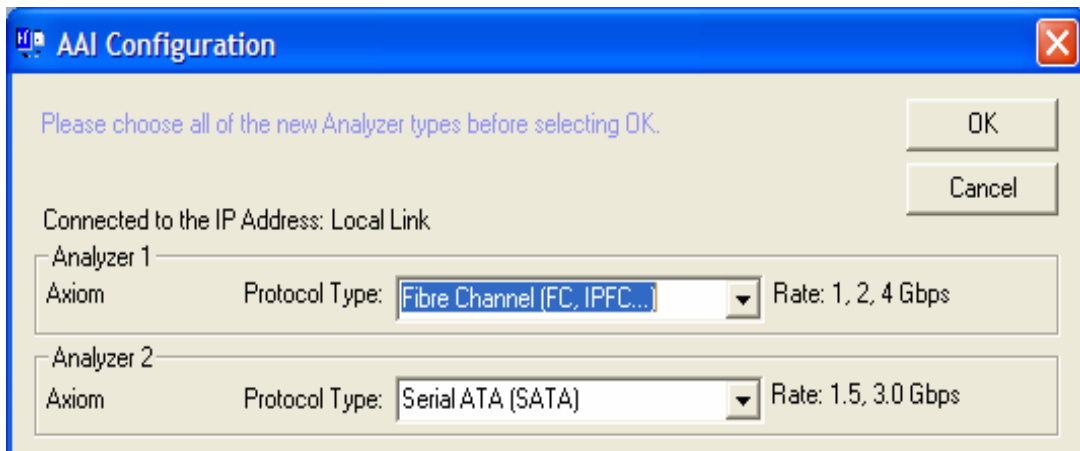 AAI Configuration
Please choose all of the new Analyzer types before selecting OK.
OK
Cancel
Connected to the IP Address: Local Link
Analyzer 1
Axiom Protocol Type: Fibre Channel (FC, IPFC...) Rate: 1, 2, 4 Gbps
Analyzer 2
Axiom Protocol Type: Serial ATA (SATA) Rate: 1.5, 3.0 Gbps